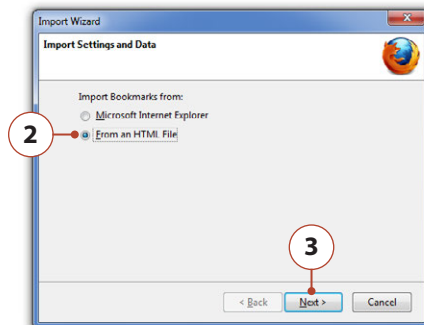 Import Wizard
Import Settings and Data
Import Bookmarks from:
Microsoft Internet Explorer
2
From an HTML File
3
< Back Next > Cancel